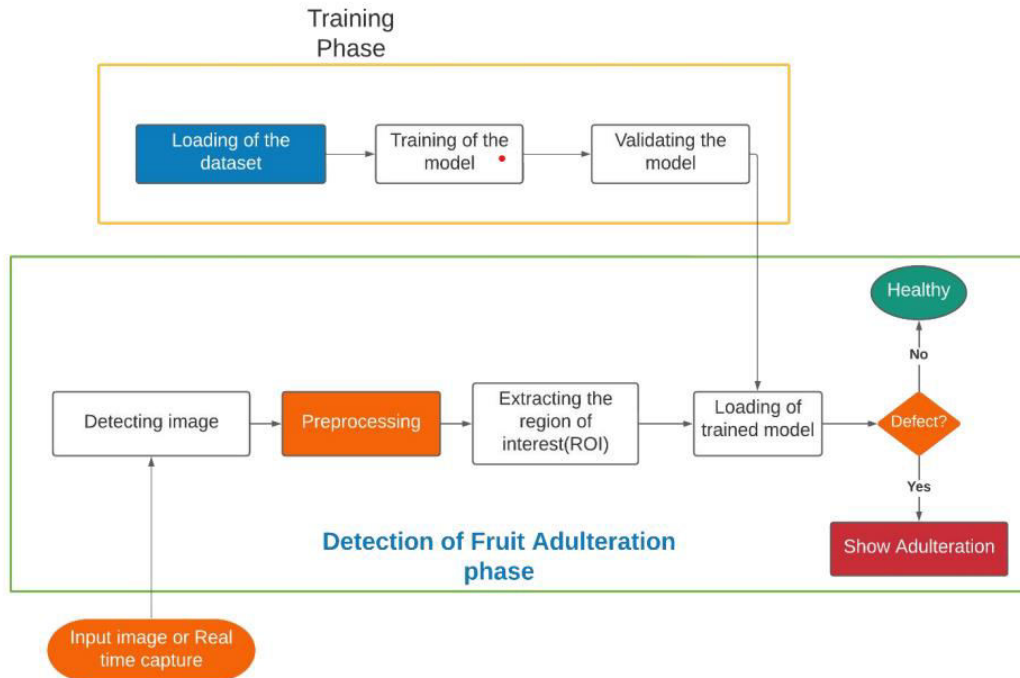 Training
Phase
Loading of the
dataset
Training of the
model
Validating the
model
Healthy
No
Detecting image
Preprocessing
Extracting the
region of
interest(ROI)
Loading of
trained model
Defect?
Yes
Show Adulteration
Detection of Fruit Adulteration
phase
Input image or Real
time capture